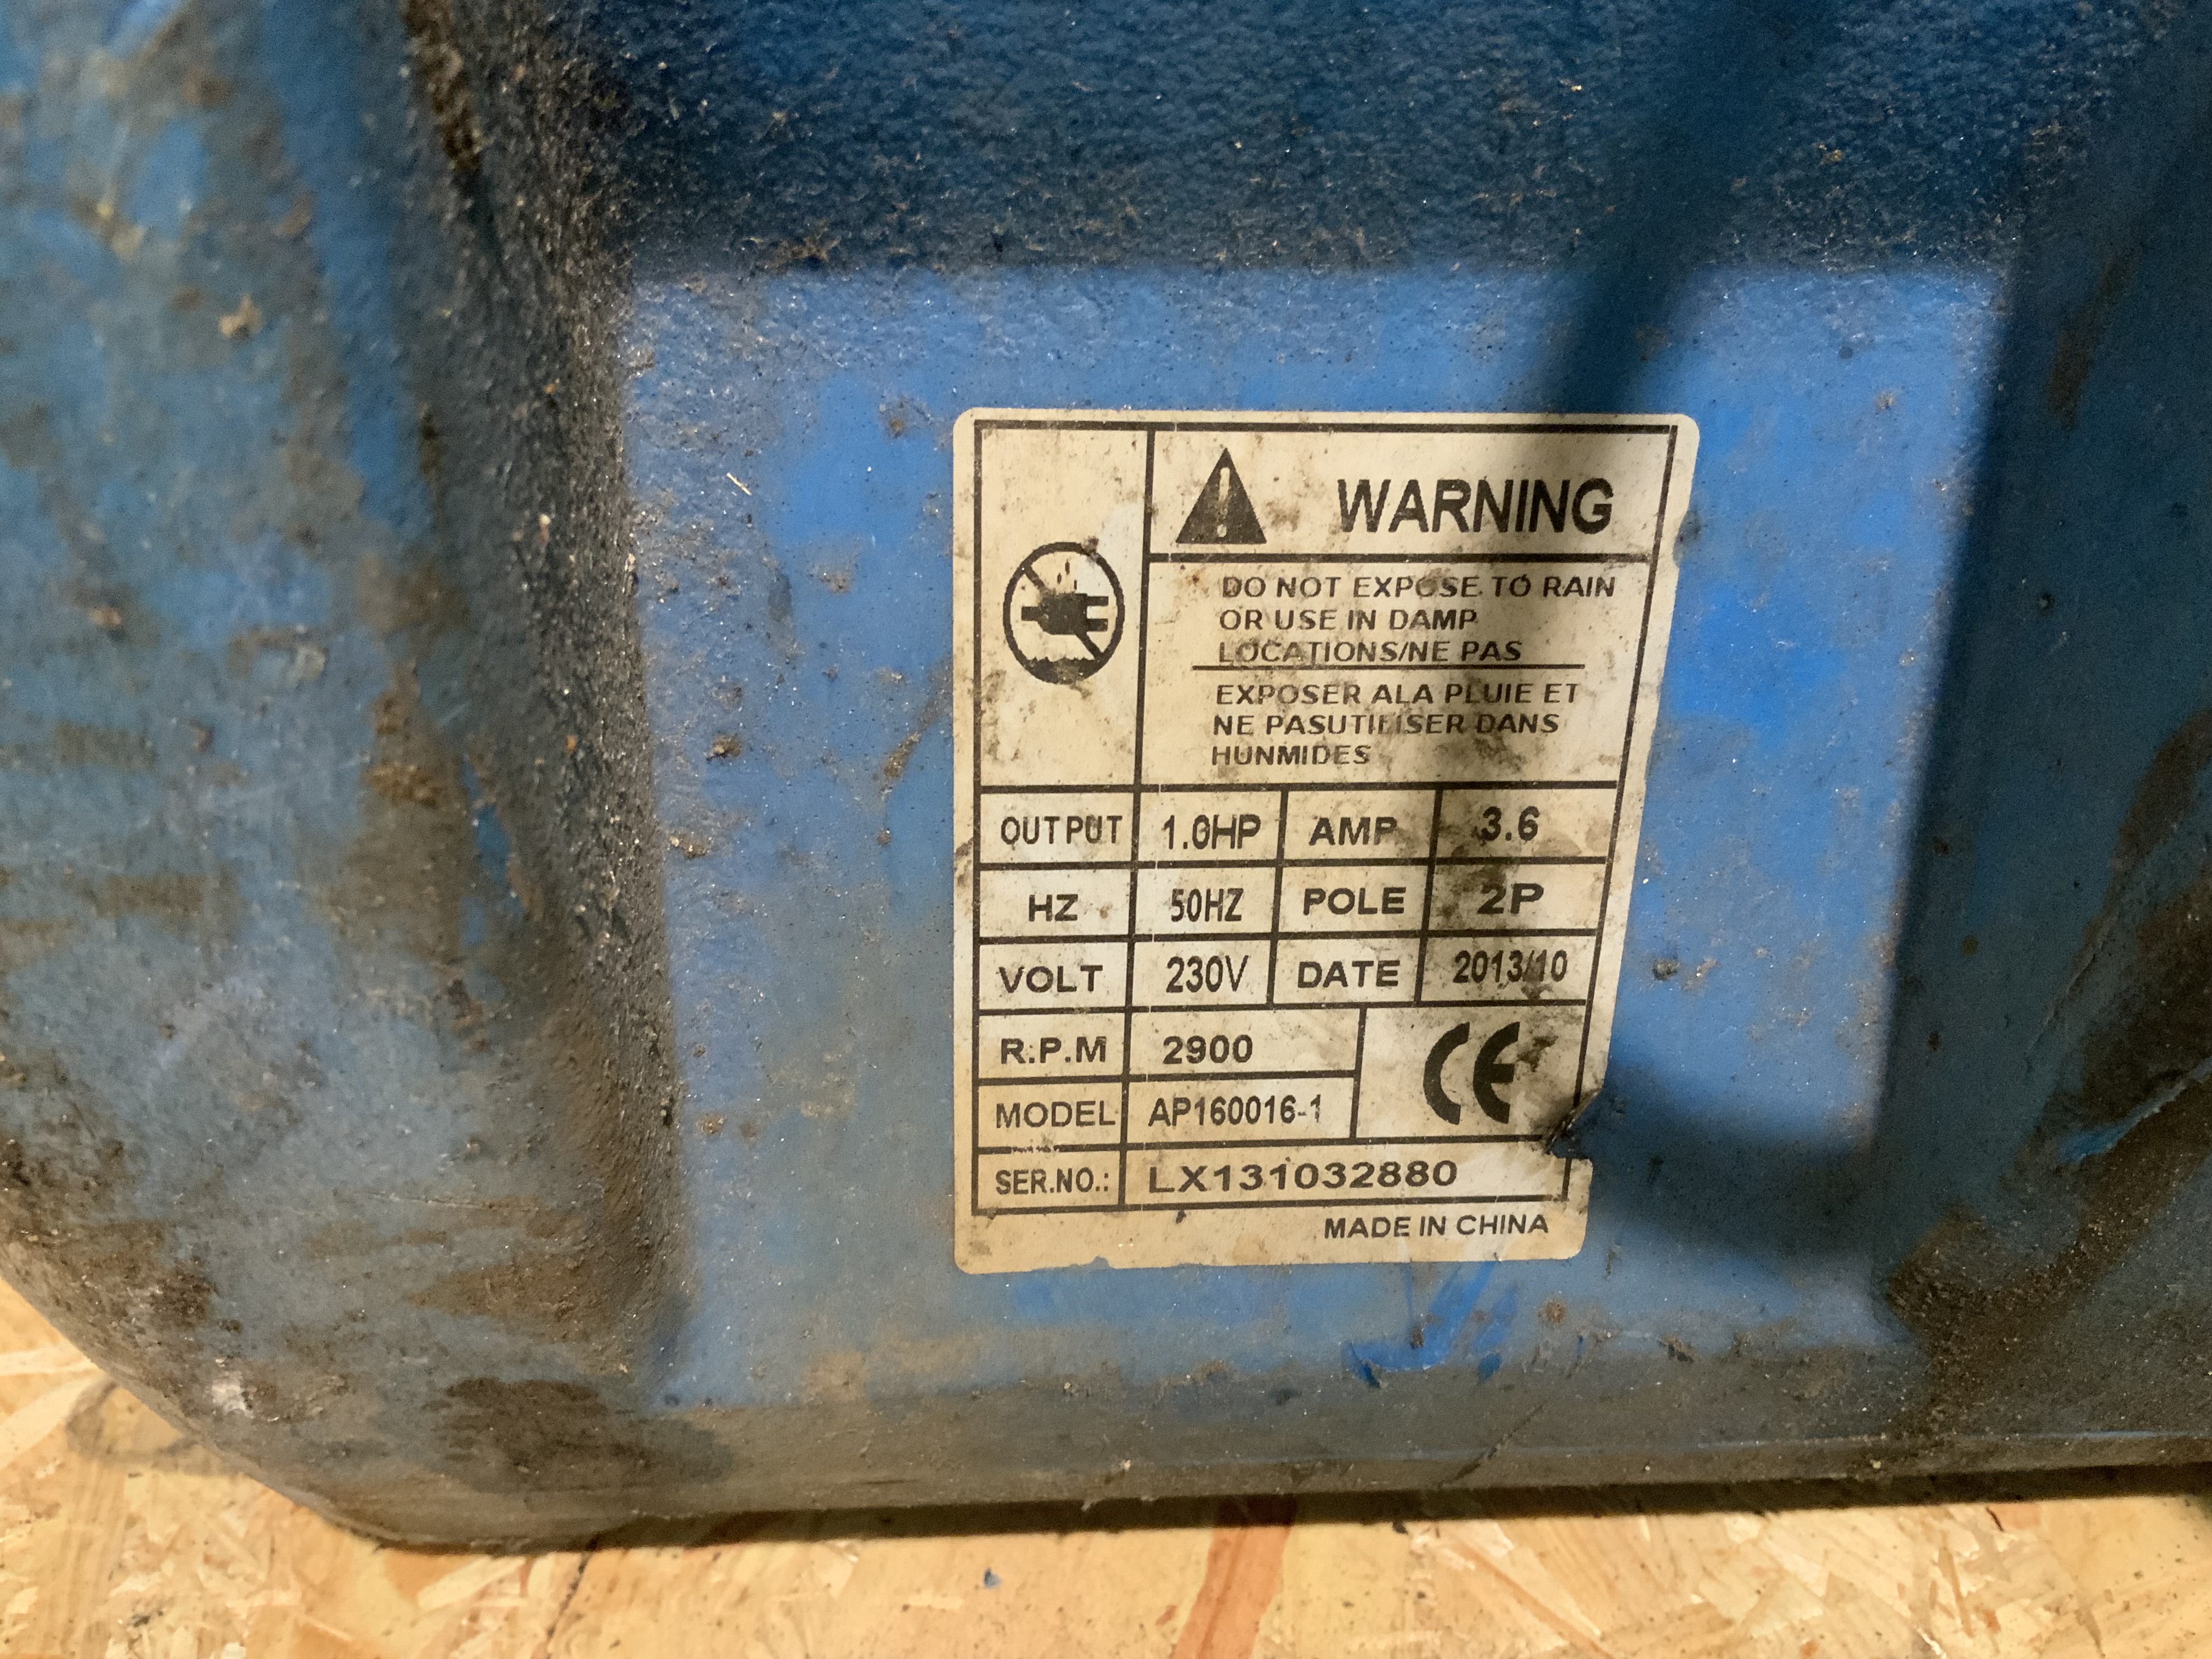 WARNING
DO NOT EXPOSE TO RAIN
OR USE IN DAMP
LOCATIONS/NE PAS
EXPOSER ALA PLUIE ET
NE PASUTILISER DANS
HUNMIDES
OUTPUT 1.0HP AMP 3.6
HZ 50HZ POLE 2P
VOLT 230V DATE 2013/10
R.P.M 2900
CE
MODEL AP160016-1
SER.NO.: LX131032880
MADE IN CHINA